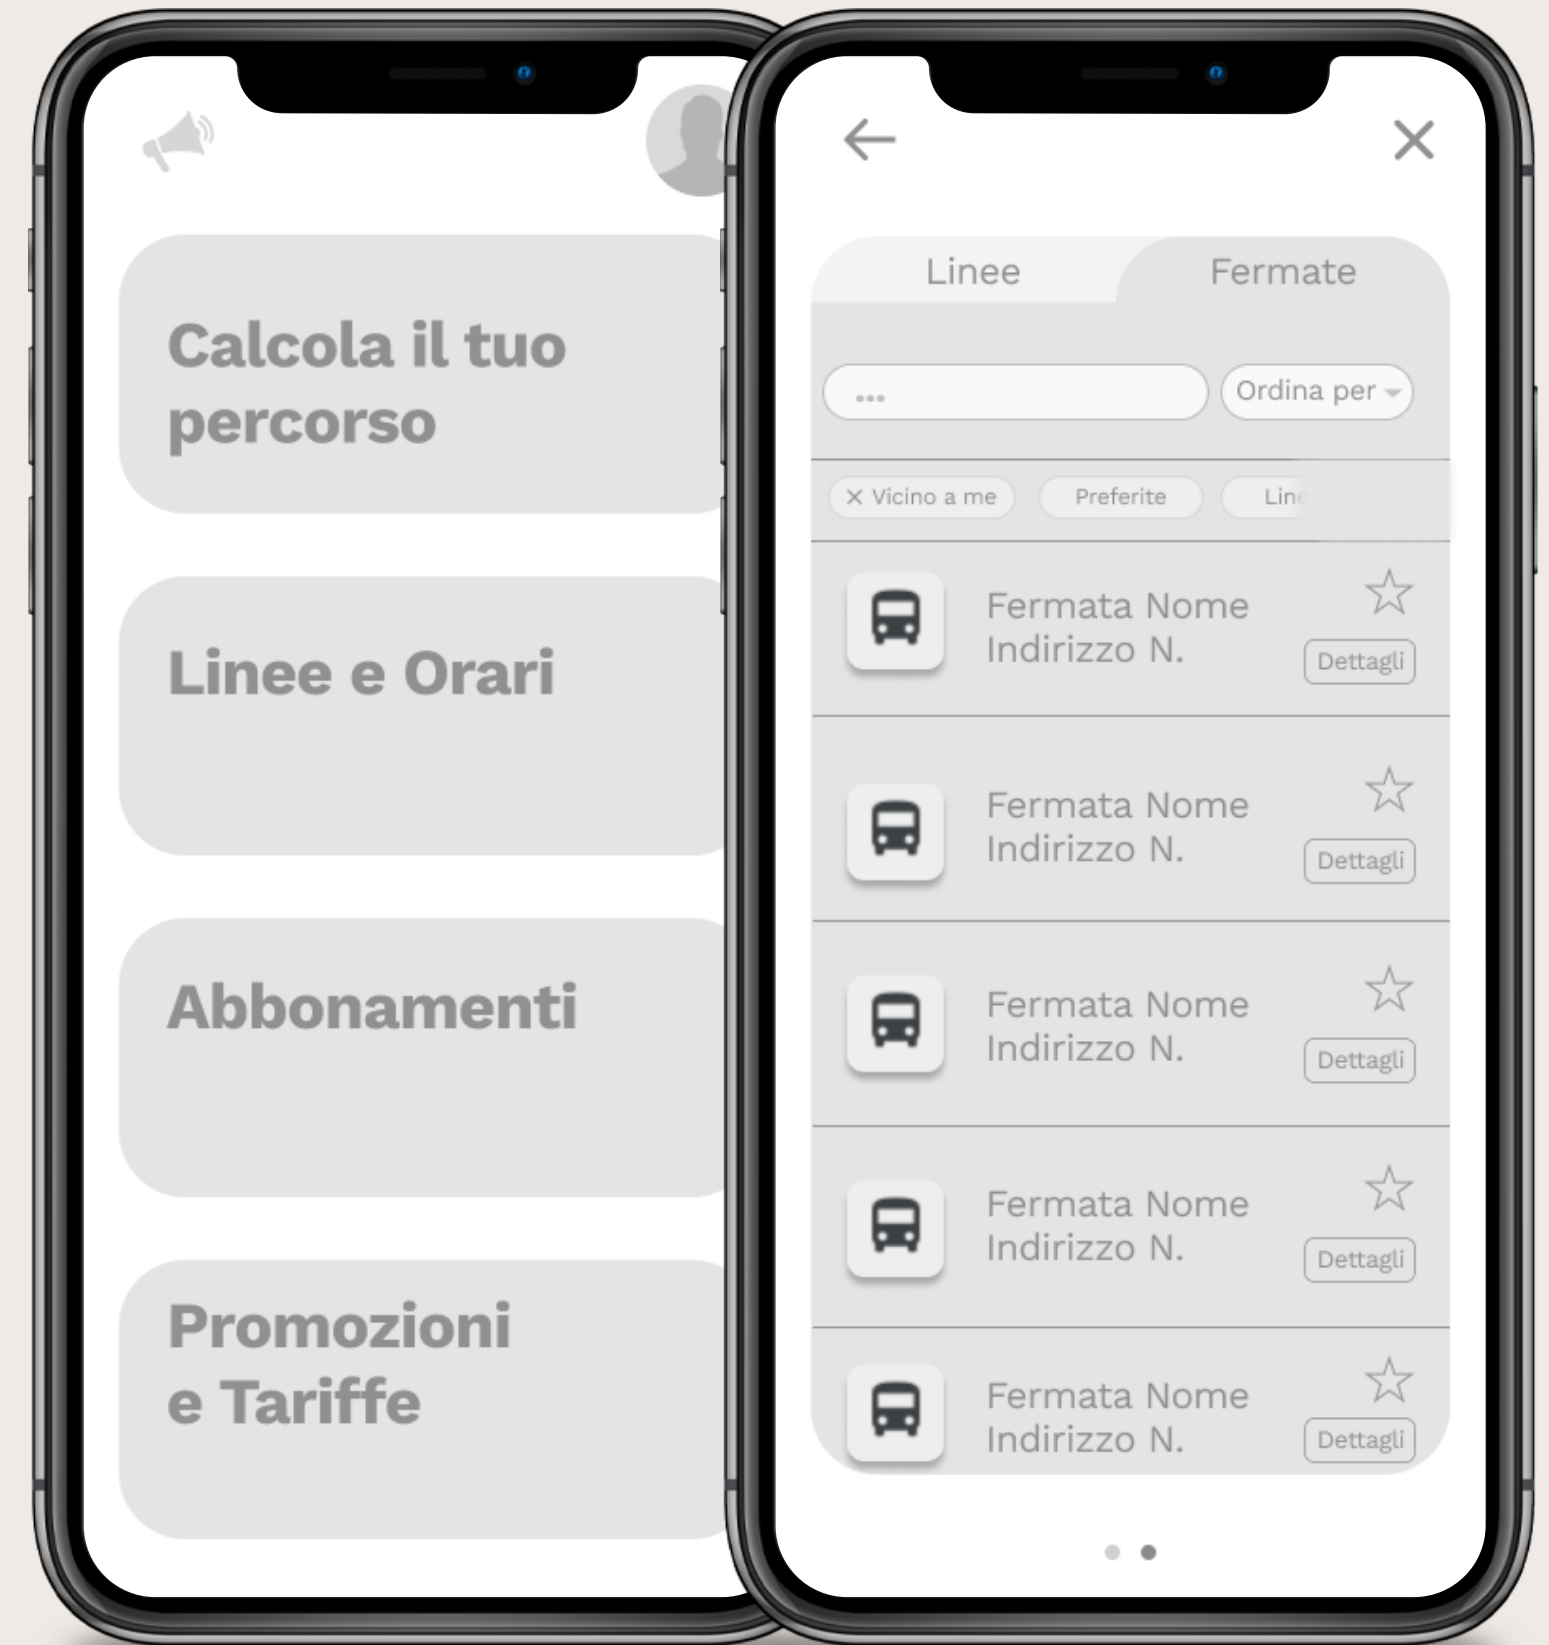 Calcola il tuo
percorso
Linee e Orari
Abbonamenti
Promozioni
e Tariffe
Linee
Fermate
...
Ordina per
Vicino a me
Preferite
Fermata Nome
Indirizzo N.
Dettagli
Fermata Nome
Indirizzo N.
Dettagli
Fermata Nome
Indirizzo N.
Dettagli
Fermata Nome
Indirizzo N.
Dettagli
Fermata Nome
Indirizzo N.
Dettagli